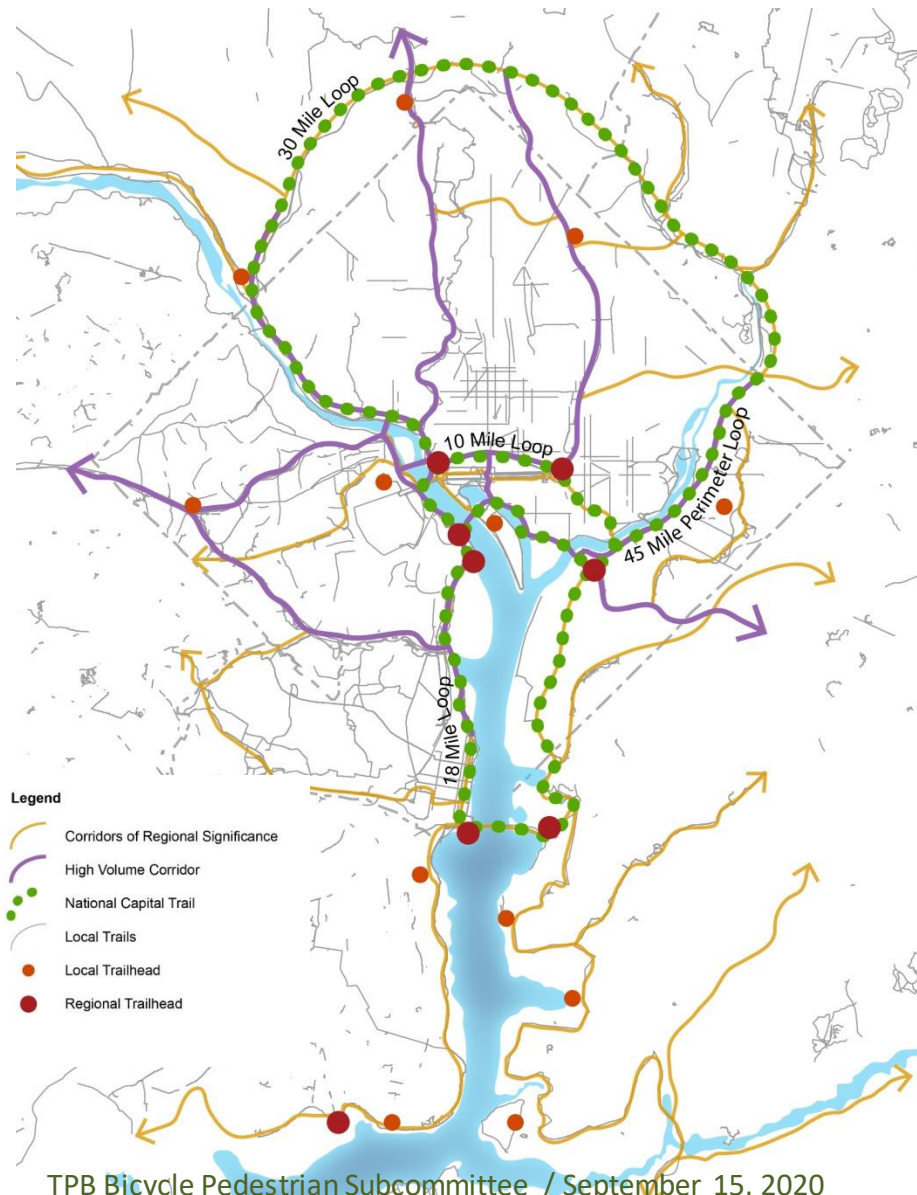 30 Mile Loop
10 Mile Loop
45 Mile Perimeter Loop
18 Mile Loop
Legend
Corridors of Regional Significance
High Volume Corridor
National Capital Trail
Local Trails
Local Trailhead
Regional Trailhead
TPB Bicycle Pedestrian Subcommittee / September 15, 2020